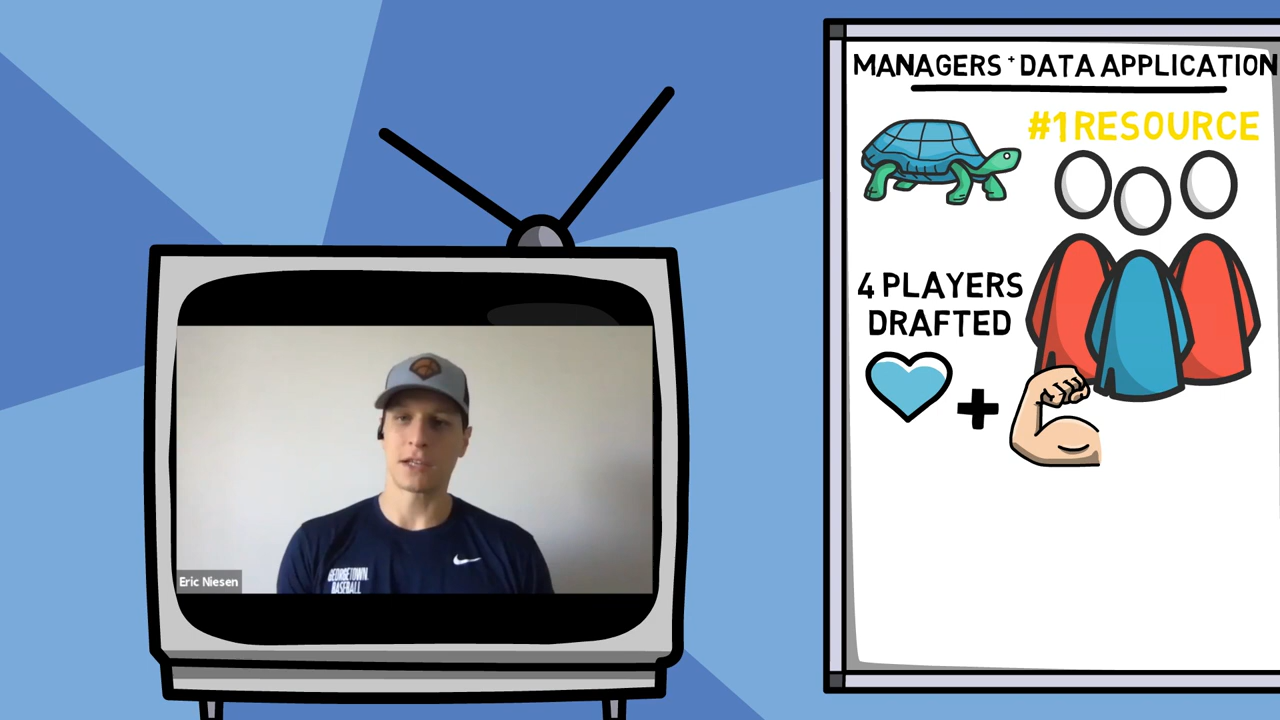 MANAGERS + DATA APPLICATION
#1 RESOURCE
4 PLAYERS
DRAFTED
+
Eric Niesen
GEORGETOWN
BASEBALL